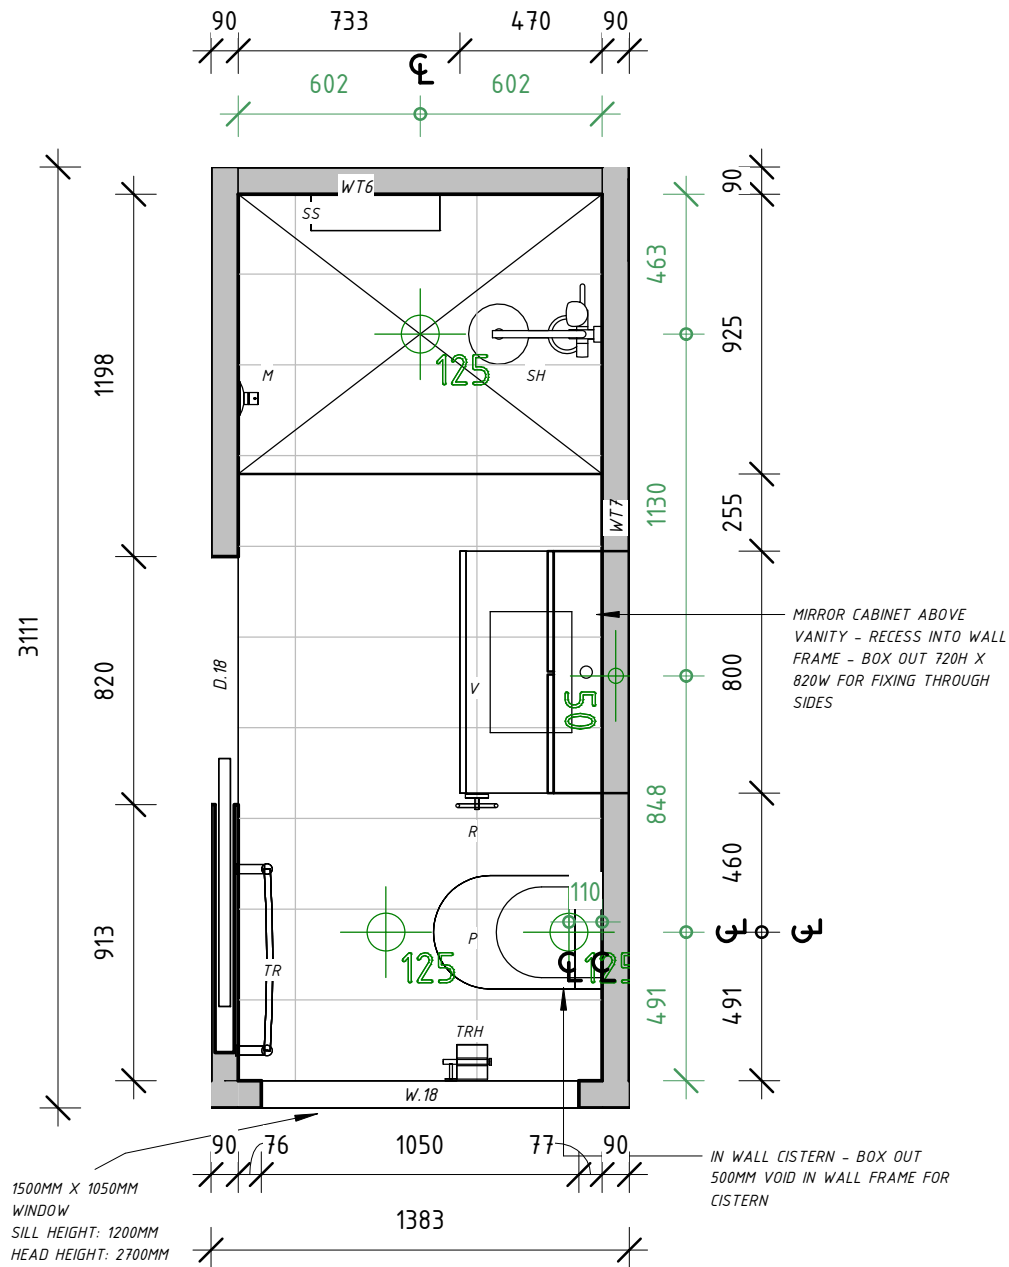 90 733 470 90
602 602
WT6
SS
90
463
925
1198
M
125
SH
WT7
1130
255
3111
820
D.18
V
50
800
MIRROR CABINET ABOVE
VANITY - RECESS INTO WALL
FRAME - BOX OUT 720H X
820W FOR FIXING THROUGH
SIDES
R
848
460
110
913
P
125
125
TR
TRH
491
491
W.18
90 76 1050 77 90
1383
1500MM X 1050MM
WINDOW
SILL HEIGHT: 1200MM
HEAD HEIGHT: 2700MM
IN WALL CISTERN - BOX OUT
500MM VOID IN WALL FRAME FOR
CISTERN